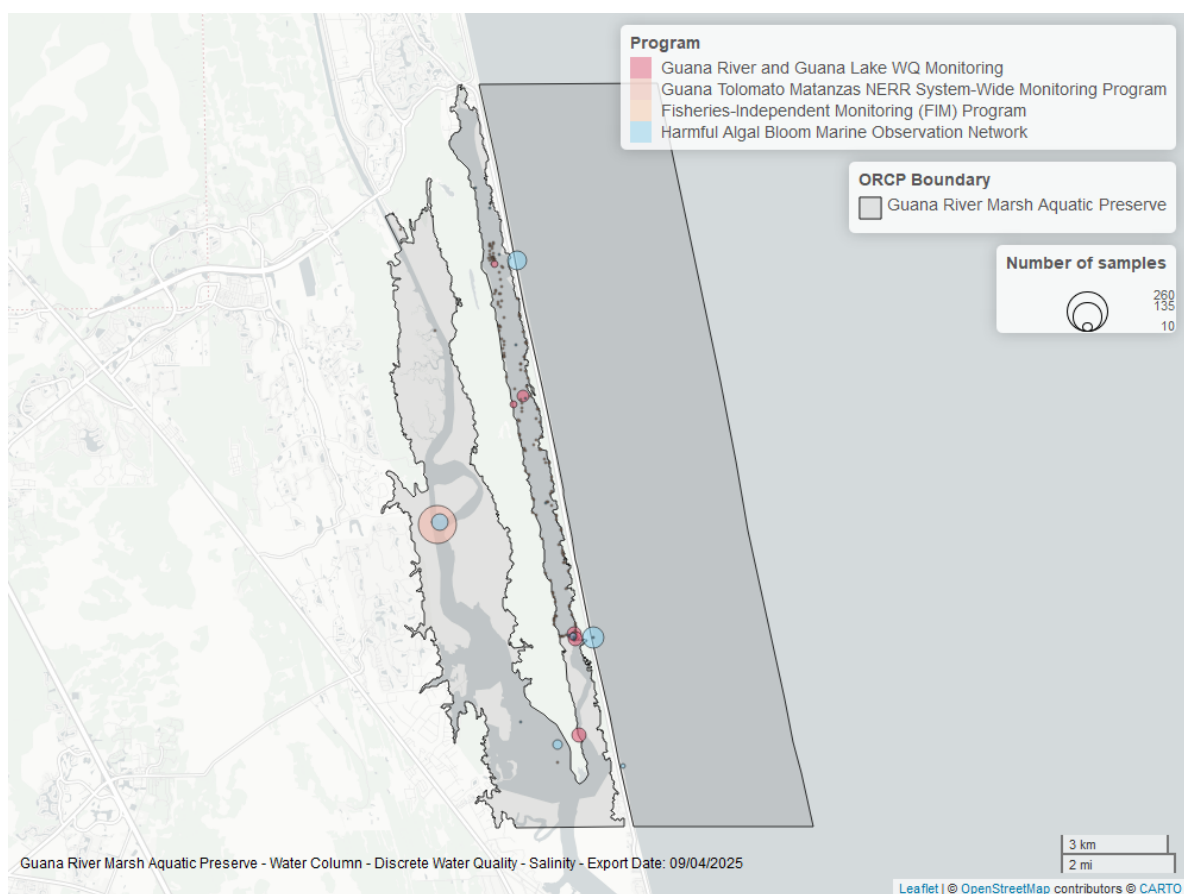 Program
Guana River and Guana Lake WQ Monitoring
Guana Tolomato Matanzas NERR System-Wide Monitoring Program
Fisheries-Independent Monitoring (FIM) Program
Harmful Algal Bloom Marine Observation Network
ORCP Boundary
Guana River Marsh Aquatic Preserve
Number of samples
260
135
10
3 km
2 mi
Guana River Marsh Aquatic Preserve - Water Column - Discrete Water Quality - Salinity - Export Date: 09/04/2025
Leaflet | © OpenStreetMap contributors © CARTO